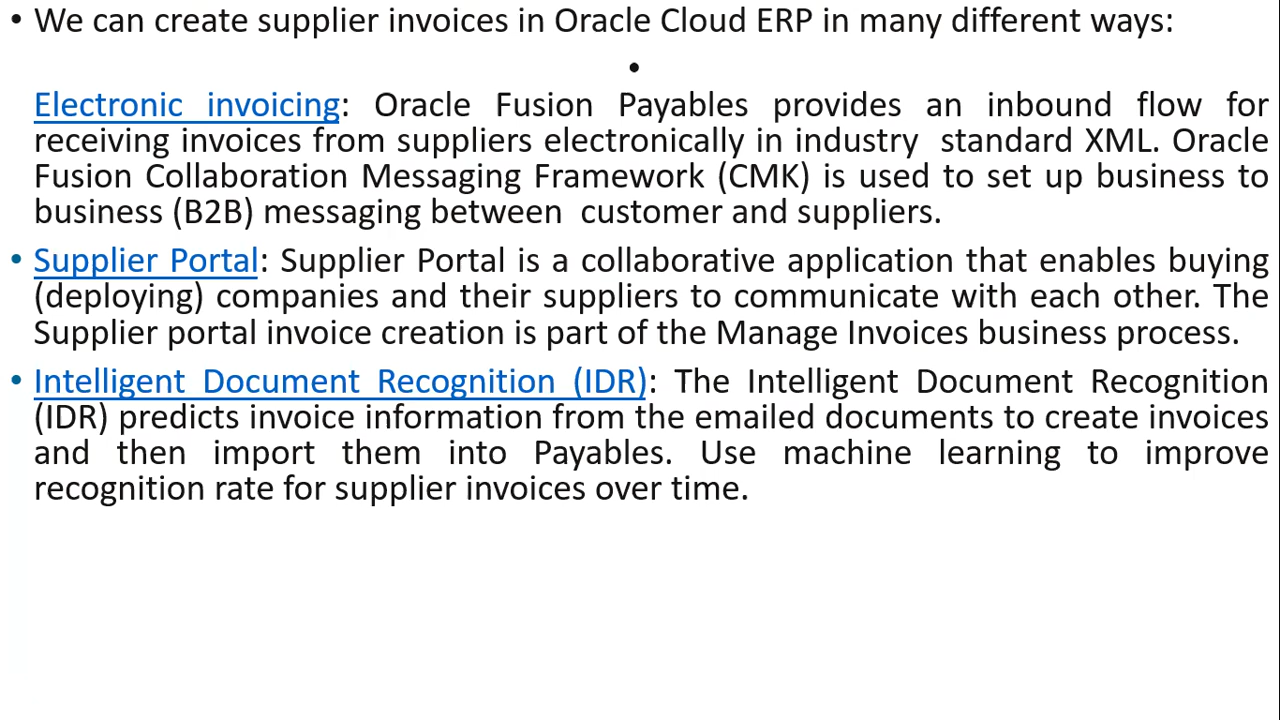 • We can create supplier invoices in Oracle Cloud ERP in many different ways:
•
Electronic invoicing: Oracle Fusion Payables provides an inbound flow for
receiving invoices from suppliers electronically in industry  standard XML. Oracle
Fusion Collaboration Messaging Framework (CMK) is used to set up business to
business (B2B) messaging between  customer and suppliers.
• Supplier Portal: Supplier Portal is a collaborative application that enables buying
(deploying) companies and their suppliers to communicate with each other. The
Supplier portal invoice creation is part of the Manage Invoices business process.
• Intelligent Document Recognition (IDR): The Intelligent Document Recognition
(IDR) predicts invoice information from the emailed documents to create invoices
and then import them into Payables. Use machine learning to improve
recognition rate for supplier invoices over time.